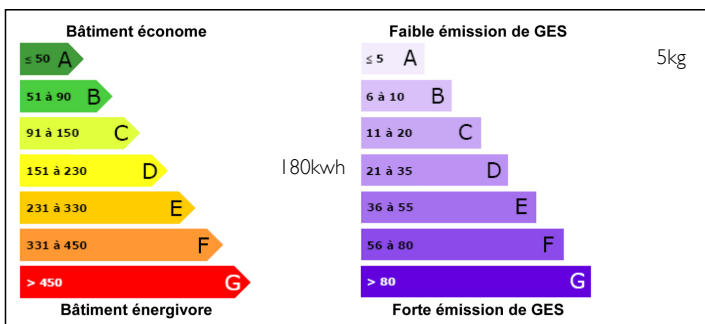 Bâtiment économe
≤ 50 A
51 à 90 B
91 à 150 C
151 à 230 D
180kwh
231 à 330 E
331 à 450 F
> 450 G
Bâtiment énergivore
Faible émission de GES
≤ 5 A
5kg
6 à 10 B
11 à 20 C
21 à 35 D
36 à 55 E
56 à 80 F
> 80 G
Forte émission de GES